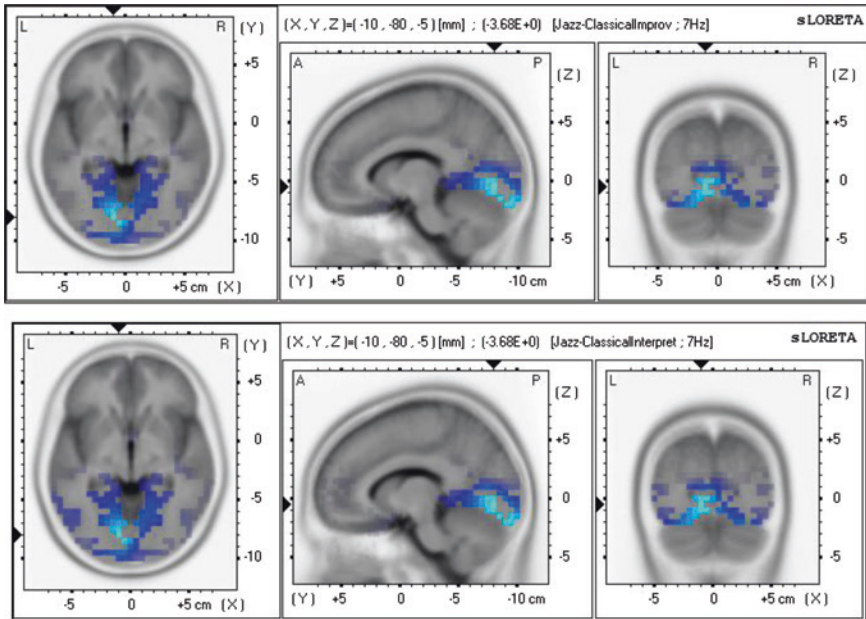 L R (Y) (X, Y, Z)=( -10, -80, -5) [mm] ; (-3.68E+0) [Jazz-ClassicalImprov ; 7Hz] sLORETA
A P (Z) L R (Z)
+5 +5 +5
0 0 0
-5 -5 -5
-10
-5 0 +5 cm (X) (Y) +5 0 -5 -10 cm -5 0 +5 cm (X)
L R (Y) (X, Y, Z)=( -10, -80, -5) [mm] ; (-3.68E+0) [Jazz-ClassicalInterpret ; 7Hz] sLORETA
A P (Z) L R (Z)
+5 +5 +5
0 0 0
-5 -5 -5
-10
-5 0 +5 cm (X) (Y) +5 0 -5 -10 cm -5 0 +5 cm (X)